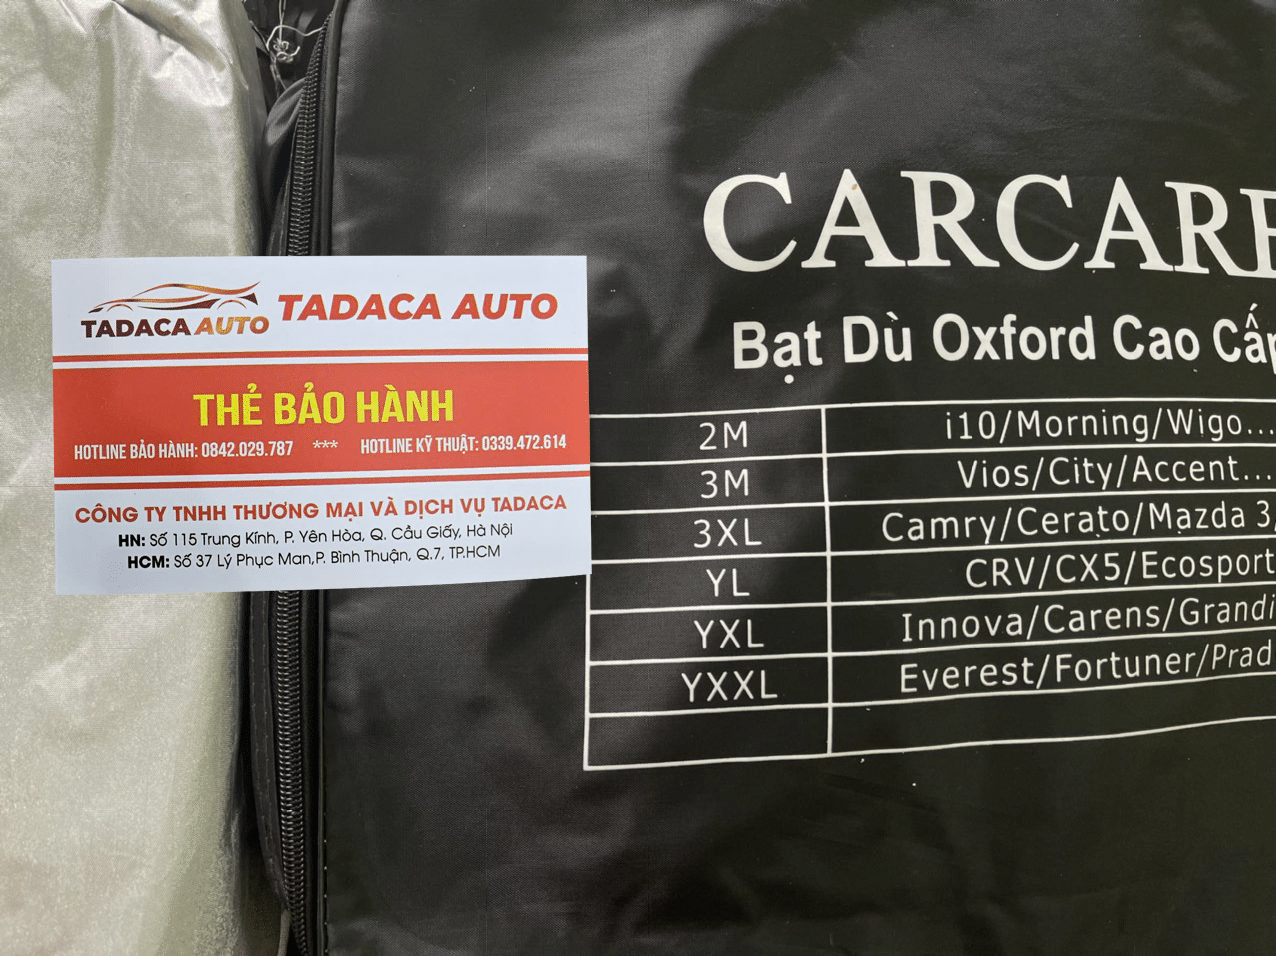 TADACA AUTO
TADACA AUTO
THẺ BẢO HÀNH
HOTLINE BẢO HÀNH: 0842.029.787 *** HOTLINE KỸ THUẬT: 0339.472.614
CÔNG TY TNHH THƯƠNG MẠI VÀ DỊCH VỤ TADACA
HN: Số 115 Trung Kính, P. Yên Hòa, Q. Cầu Giấy, Hà Nội
HCM: Số 37 Lý Phục Man,P. Bình Thuận, Q.7, TP.HCM
CARCARE
Bạt Dù Oxford Cao Cấp
2M i10/Morning/Wigo...
3M Vios/City/Accent...
3XL Camry/Cerato/Mazda 3
YL CRV/CX5/Ecosport
YXL Innova/Carens/Grandi
YXXL Everest/Fortuner/Prad